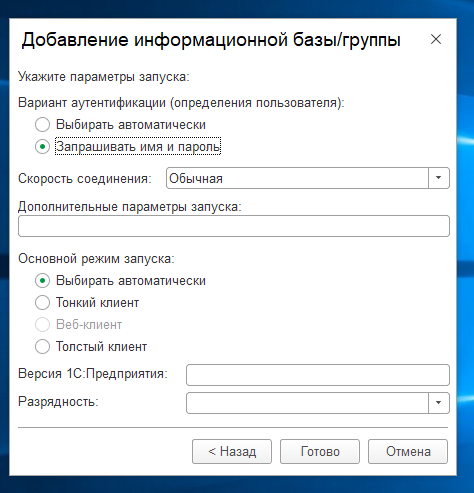 Добавление информационной базы/группы
Укажите параметры запуска:
Вариант аутентификации (определения пользователя):
Выбирать автоматически
Запрашивать имя и пароль
Скорость соединения: Обычная
Дополнительные параметры запуска:
Основной режим запуска:
Выбирать автоматически
Тонкий клиент
Веб-клиент
Толстый клиент
Версия 1С:Предприятия:
Разрядность:
< Назад Готово Отмена